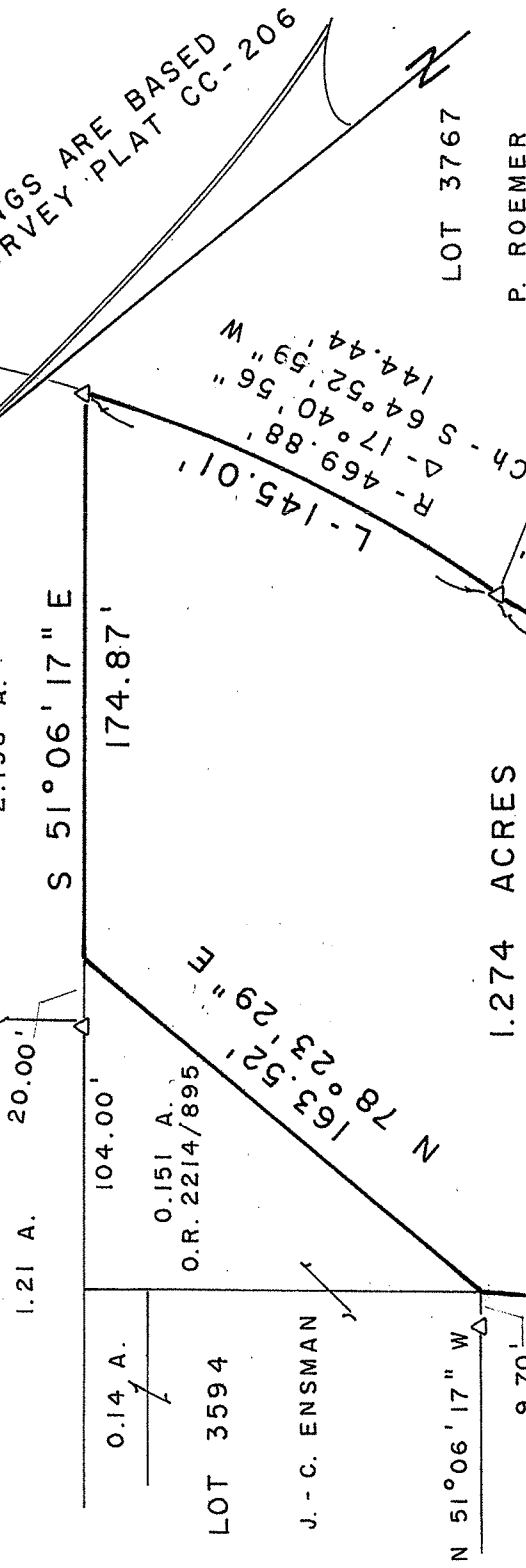 NGS ARE BASED
RVEY PLAT CC-206
S 51° 06' 17" E
174.87'
1.21 A.
20.00'
104.00'
0.151 A.
O.R. 2214/895
0.14 A.
LOT 3594
J. - C. ENSMAN
N 51° 06' 17" W
9.70'
163.52'
N 78° 23' 29" E
1.274 ACRES
L - 145.01'
R - 469.88'
Δ - 17° 40' 56"
Ch - S 64° 52' 59" W
144.44'
N
LOT 3767
P. ROEMER